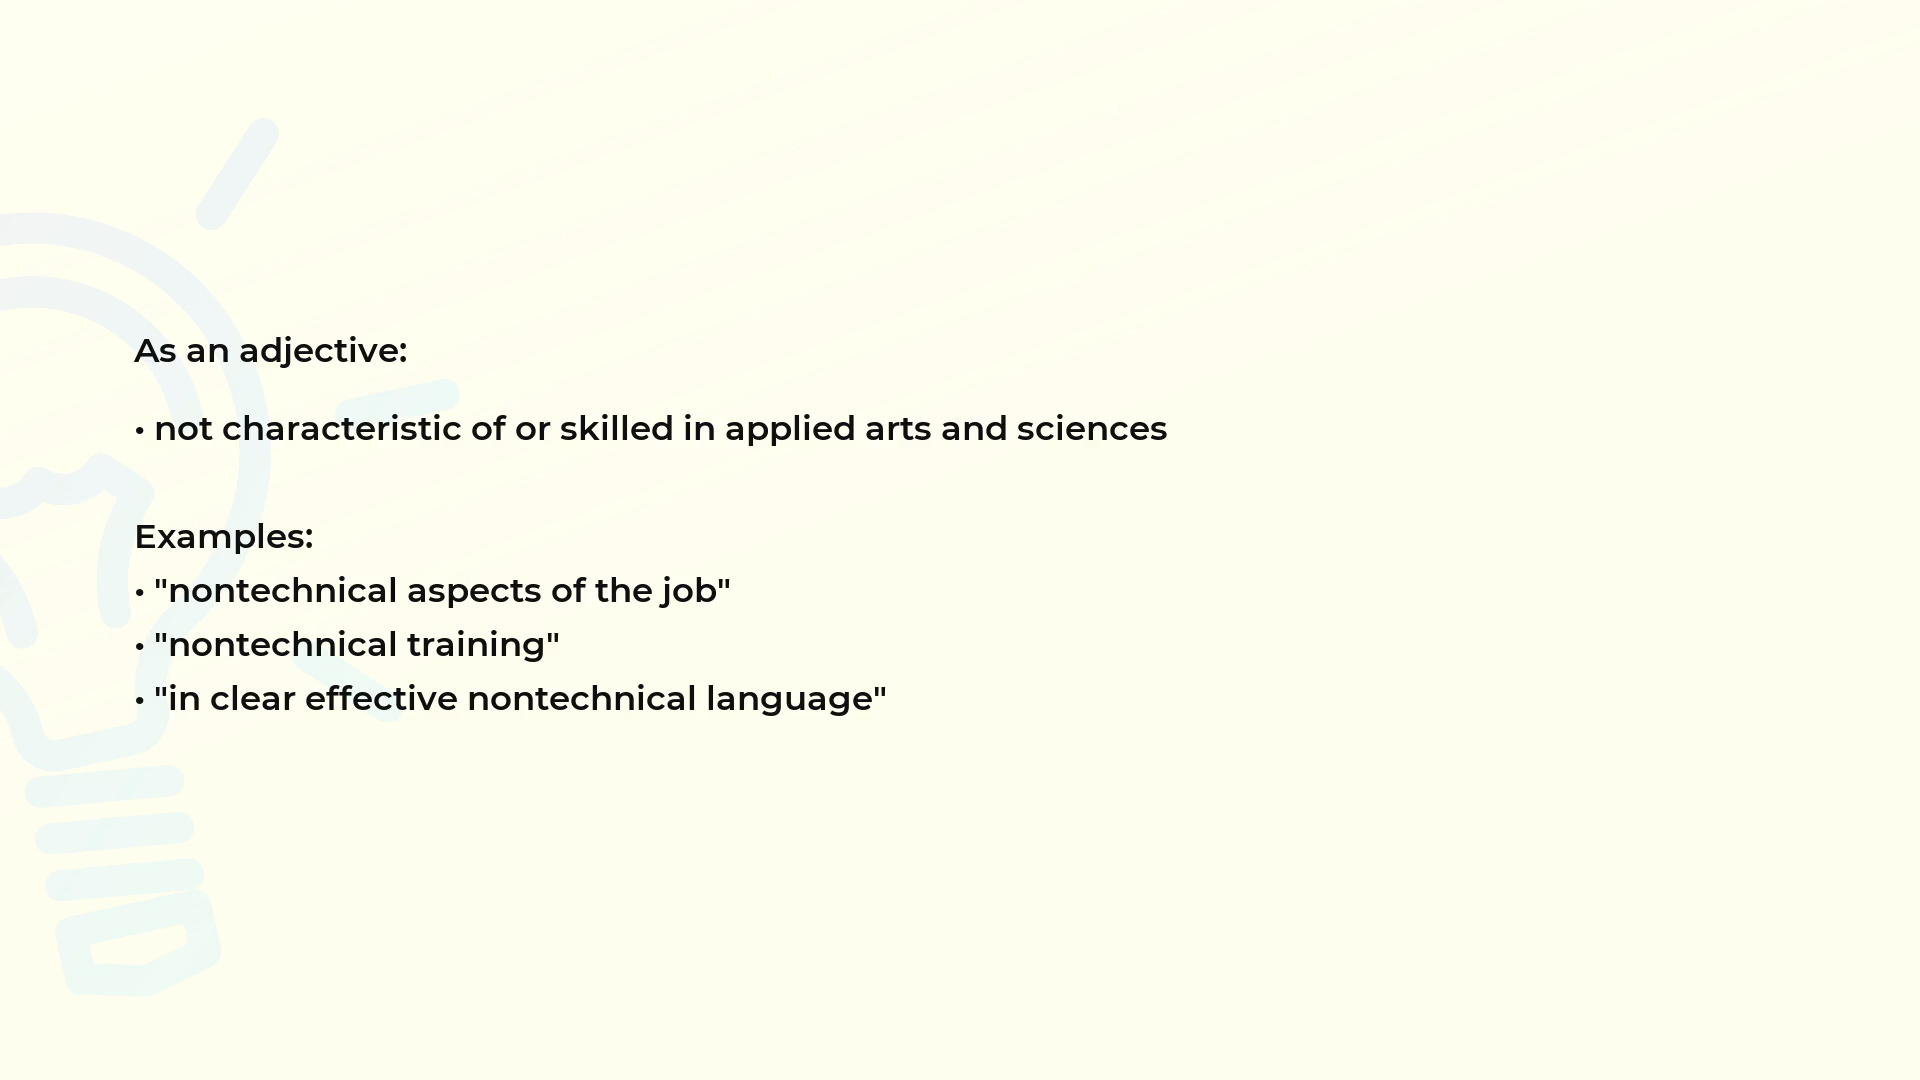 As an adjective:
• not characteristic of or skilled in applied arts and sciences
Examples:
• "nontechnical aspects of the job"
• "nontechnical training"
• "in clear effective nontechnical language"